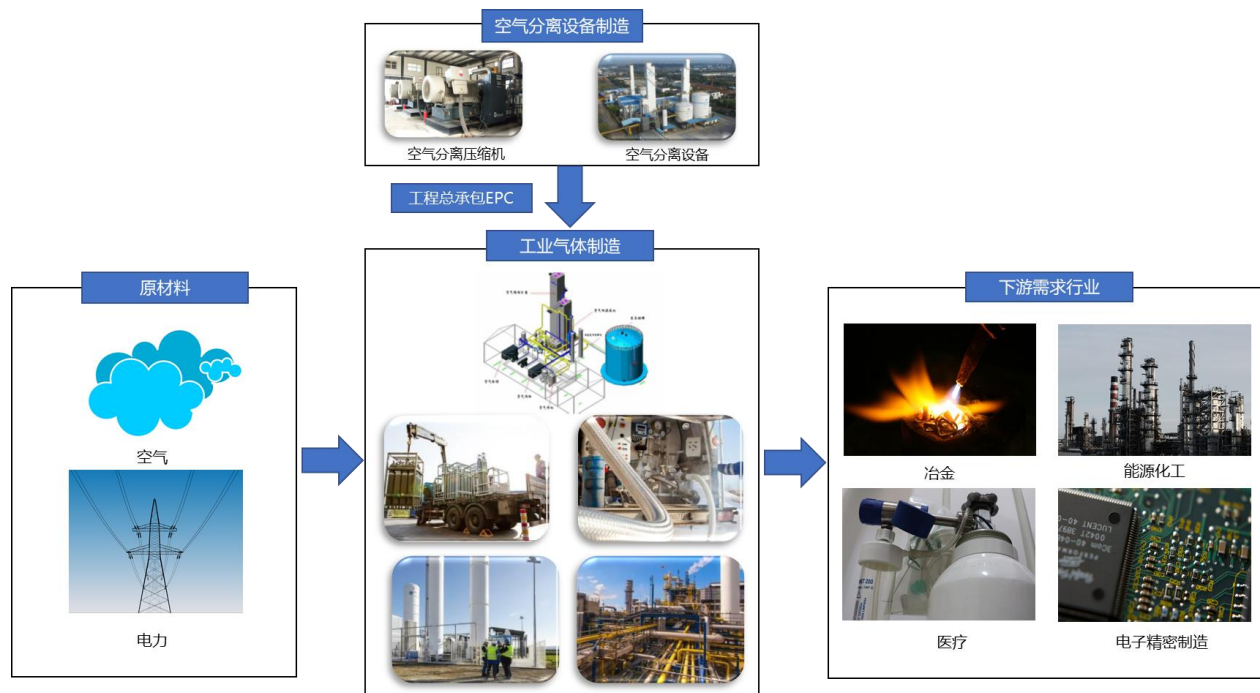 空气分离设备制造
空气分离压缩机
空气分离设备
工程总承包EPC
工业气体制造
原材料
空气
电力
下游需求行业
冶金
能源化工
医疗
电子精密制造